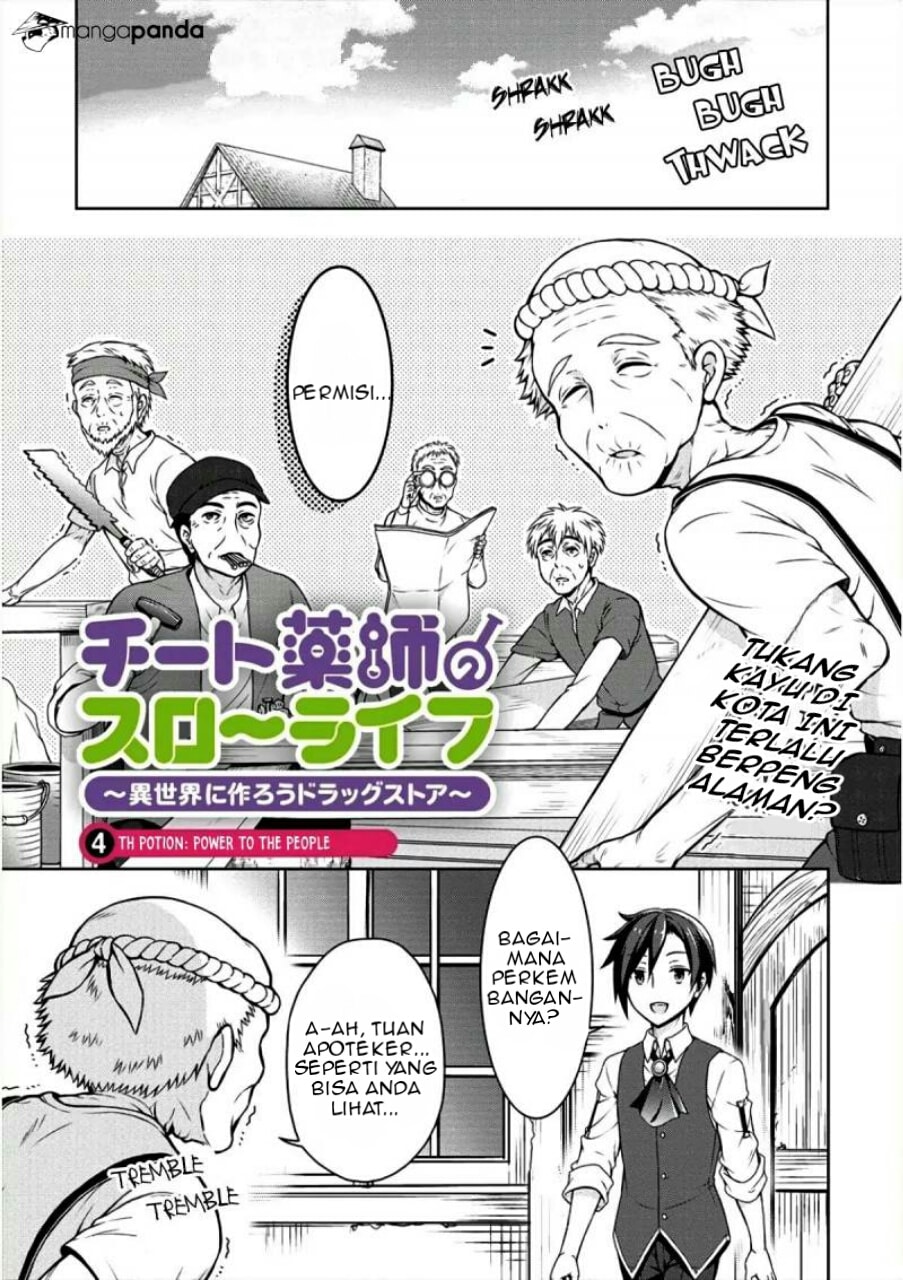 mangapanda
SHRAKK
SHRAKK
BUGH
BUGH
THWACK
PERMISI...
チート薬師の
スローライフ
～異世界に作ろうドラッグストア～
4 TH POTION: POWER TO THE PEOPLE
TUKANG
KAYU DI
KOTA INI
TERLALU
BERPENG
ALAMAN?
BAGAI-
MANA
PERKEM
BANGAN-
NYA?
A-AH, TUAN
APOTEKER...
SEPERTI YANG
BISA ANDA
LIHAT...
TREMBLE
TREMBLE